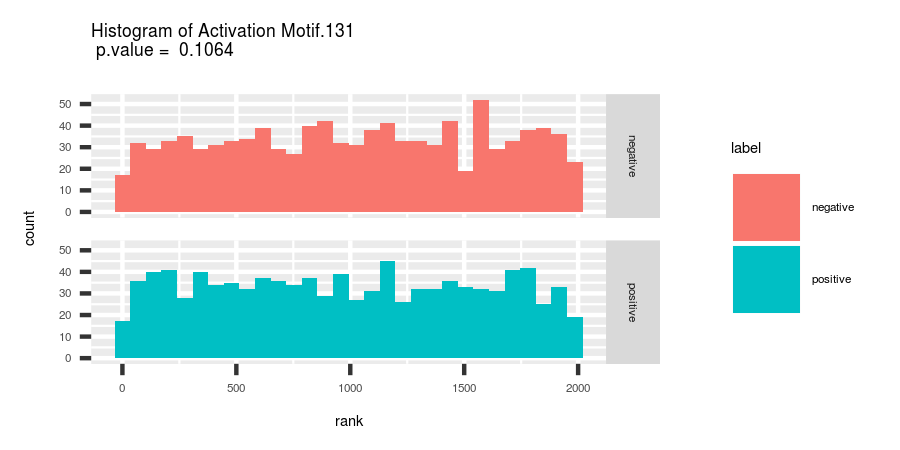 Histogram of Activation Motif.131
p.value = 0.1064
count
50
40
30
20
10
0
negative
50
40
30
20
10
0
positive
0 500 1000 1500 2000
rank
label
negative
positive